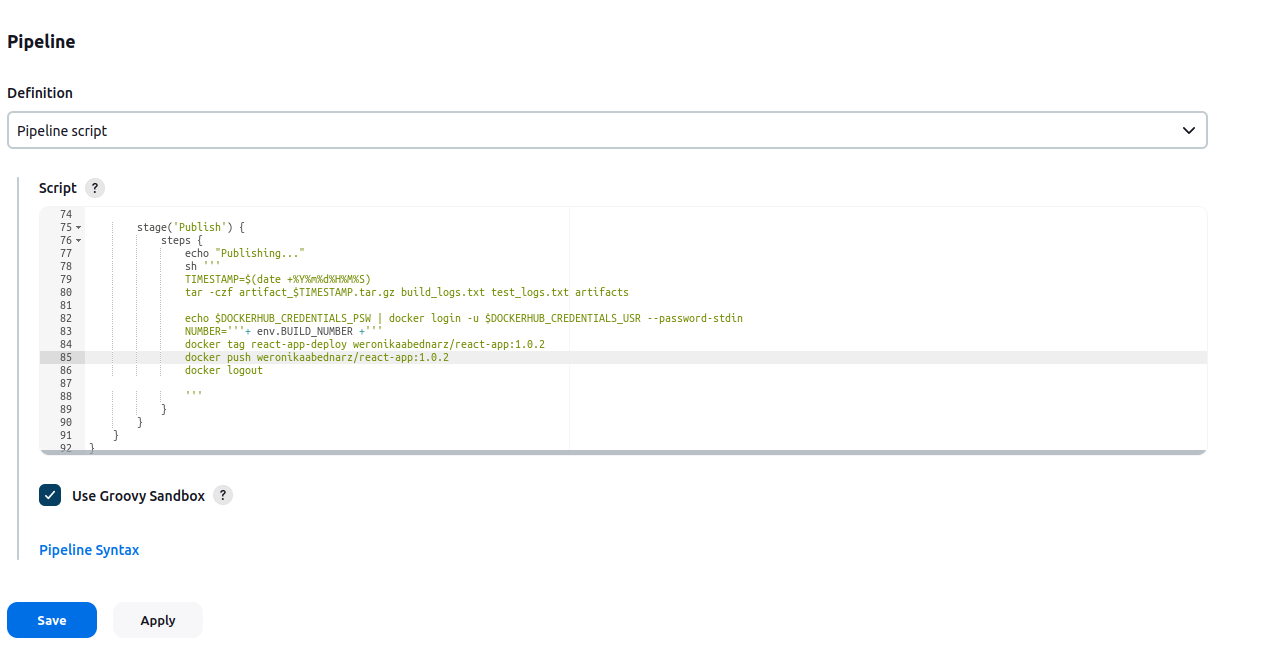 Pipeline
Definition
Pipeline script
Script ?
74
75 stage('Publish') {
76 steps {
77 echo "Publishing..."
78 sh '''
79 TIMESTAMP=$(date +%Y%m%d%H%M%S)
80 tar -czf artifact_$TIMESTAMP.tar.gz build_logs.txt test_logs.txt artifacts
81
82 echo $DOCKERHUB_CREDENTIALS_PSW | docker login -u $DOCKERHUB_CREDENTIALS_USR --password-stdin
83 NUMBER='''+ env.BUILD_NUMBER +'''
84 docker tag react-app-deploy weronikaabednarz/react-app:1.0.2
85 docker push weronikaabednarz/react-app:1.0.2
86 docker logout
87
88 '''
89 }
90 }
91 }
92 }
Use Groovy Sandbox ?
Pipeline Syntax
Save Apply